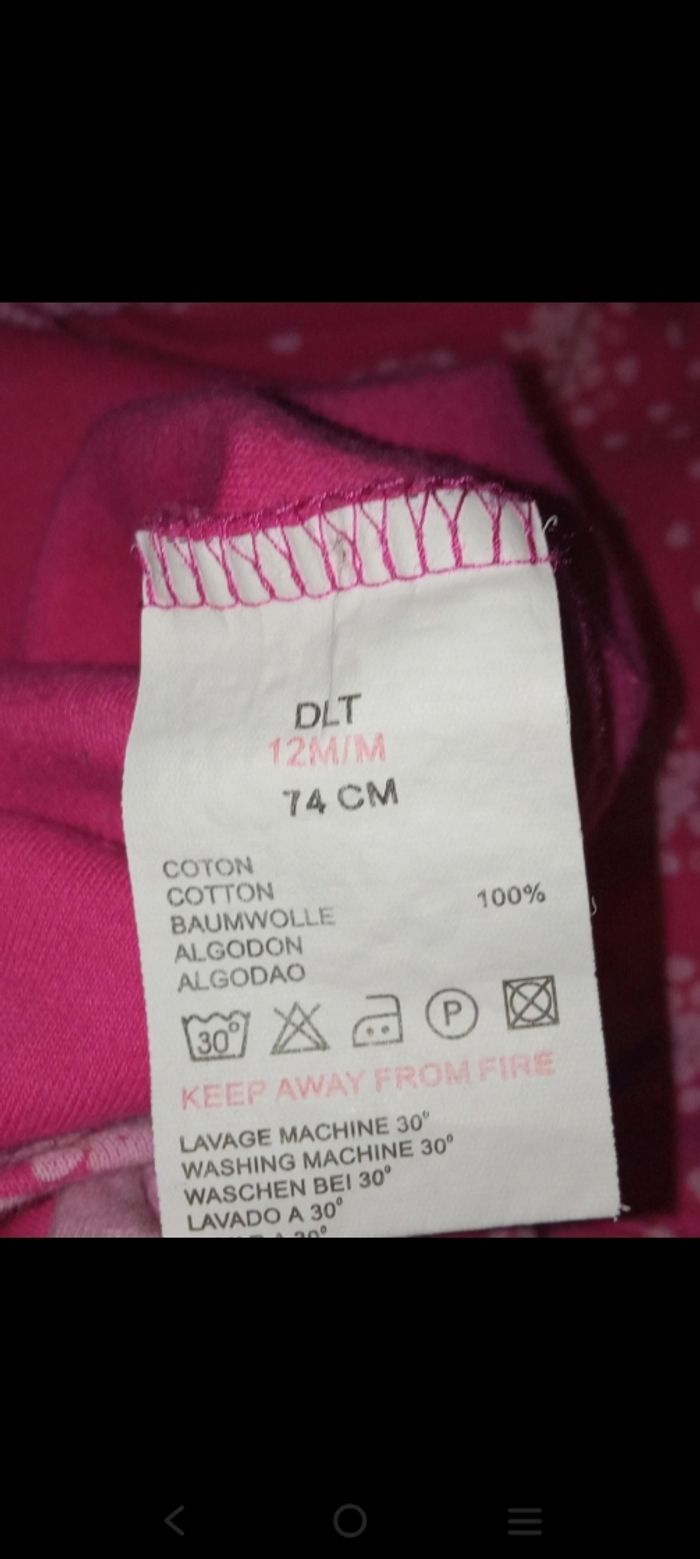 DLT
12M/M
74 CM
COTON
COTTON
BAUMWOLLE
ALGODON
ALGODAO
100%
30°
P
KEEP AWAY FROM FIRE
LAVAGE MACHINE 30°
WASHING MACHINE 30°
WASCHEN BEI 30°
LAVADO A 30°